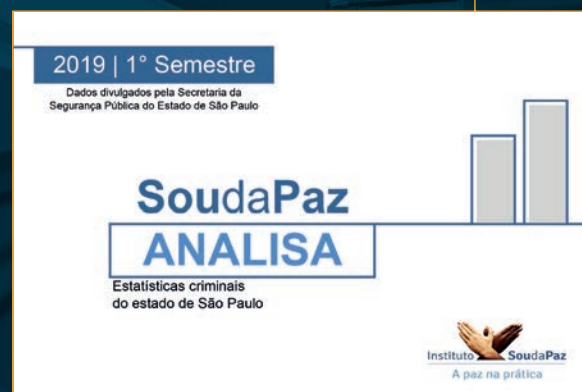 2019 | 1° Semestre
Dados divulgados pela Secretaria da
Segurança Pública do Estado de São Paulo
SoudaPaz
ANALISA
Estatísticas criminais
do estado de São Paulo
Instituto SoudaPaz
A paz na prática